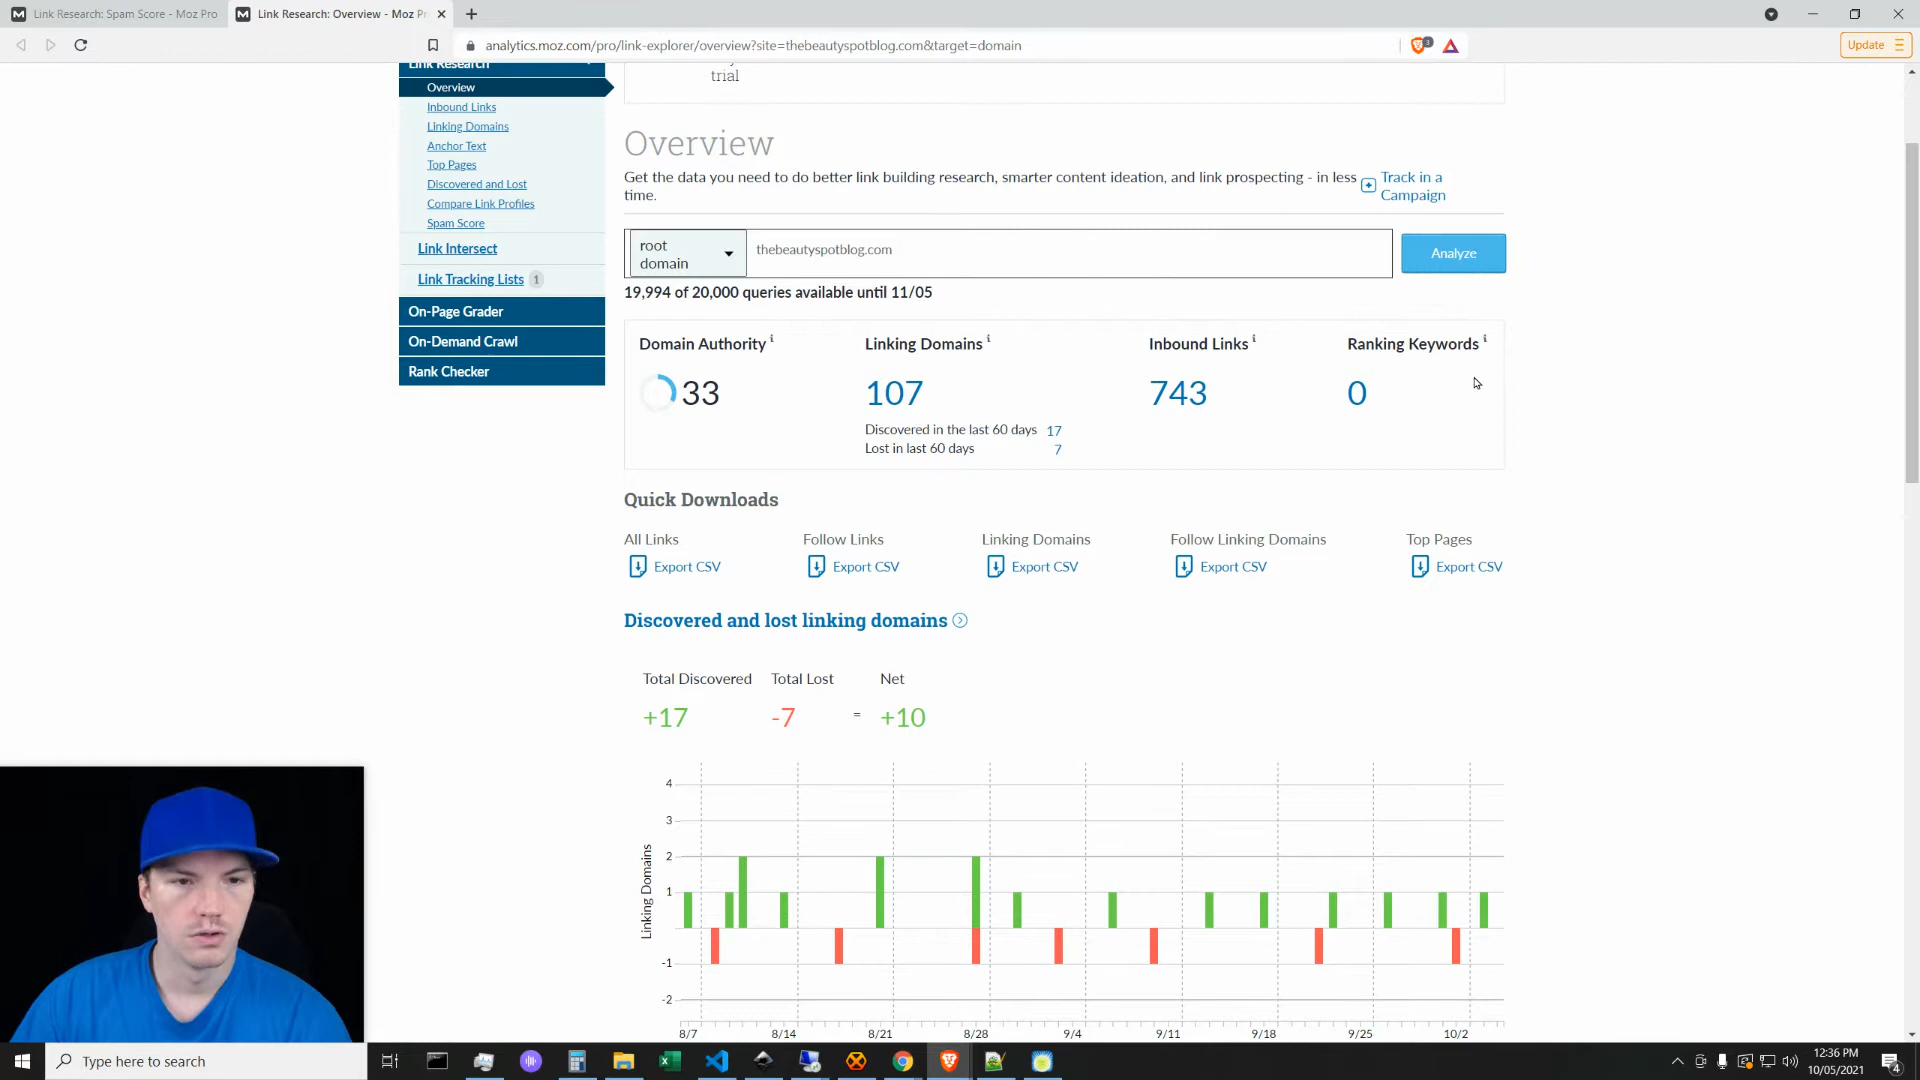 Link Research: Spam Score - Moz Pro
Link Research: Overview - Moz Pr
analytics.moz.com/pro/link-explorer/overview?site=thebeautyspotblog.com&target=domain
3
Update
Link Research
Overview
Inbound Links
Linking Domains
Anchor Text
Top Pages
Discovered and Lost
Compare Link Profiles
Spam Score
Link Intersect
Link Tracking Lists 1
On-Page Grader
On-Demand Crawl
Rank Checker
trial
Overview
Get the data you need to do better link building research, smarter content ideation, and link prospecting - in less
time.
Track in a
Campaign
root
domain
thebeautyspotblog.com
Analyze
19,994 of 20,000 queries available until 11/05
Domain Authority i
33
Linking Domains i
107
Discovered in the last 60 days 17
Lost in last 60 days 7
Inbound Links i
743
Ranking Keywords i
0
Quick Downloads
All Links
Export CSV
Follow Links
Export CSV
Linking Domains
Export CSV
Follow Linking Domains
Export CSV
Top Pages
Export CSV
Discovered and lost linking domains
Total Discovered Total Lost Net
+17 -7 = +10
Linking Domains
4
3
2
1
-1
-2
8/7 8/14 8/21 8/28 9/4 9/11 9/18 9/25 10/2
Type here to search
12:36 PM
10/05/2021
4